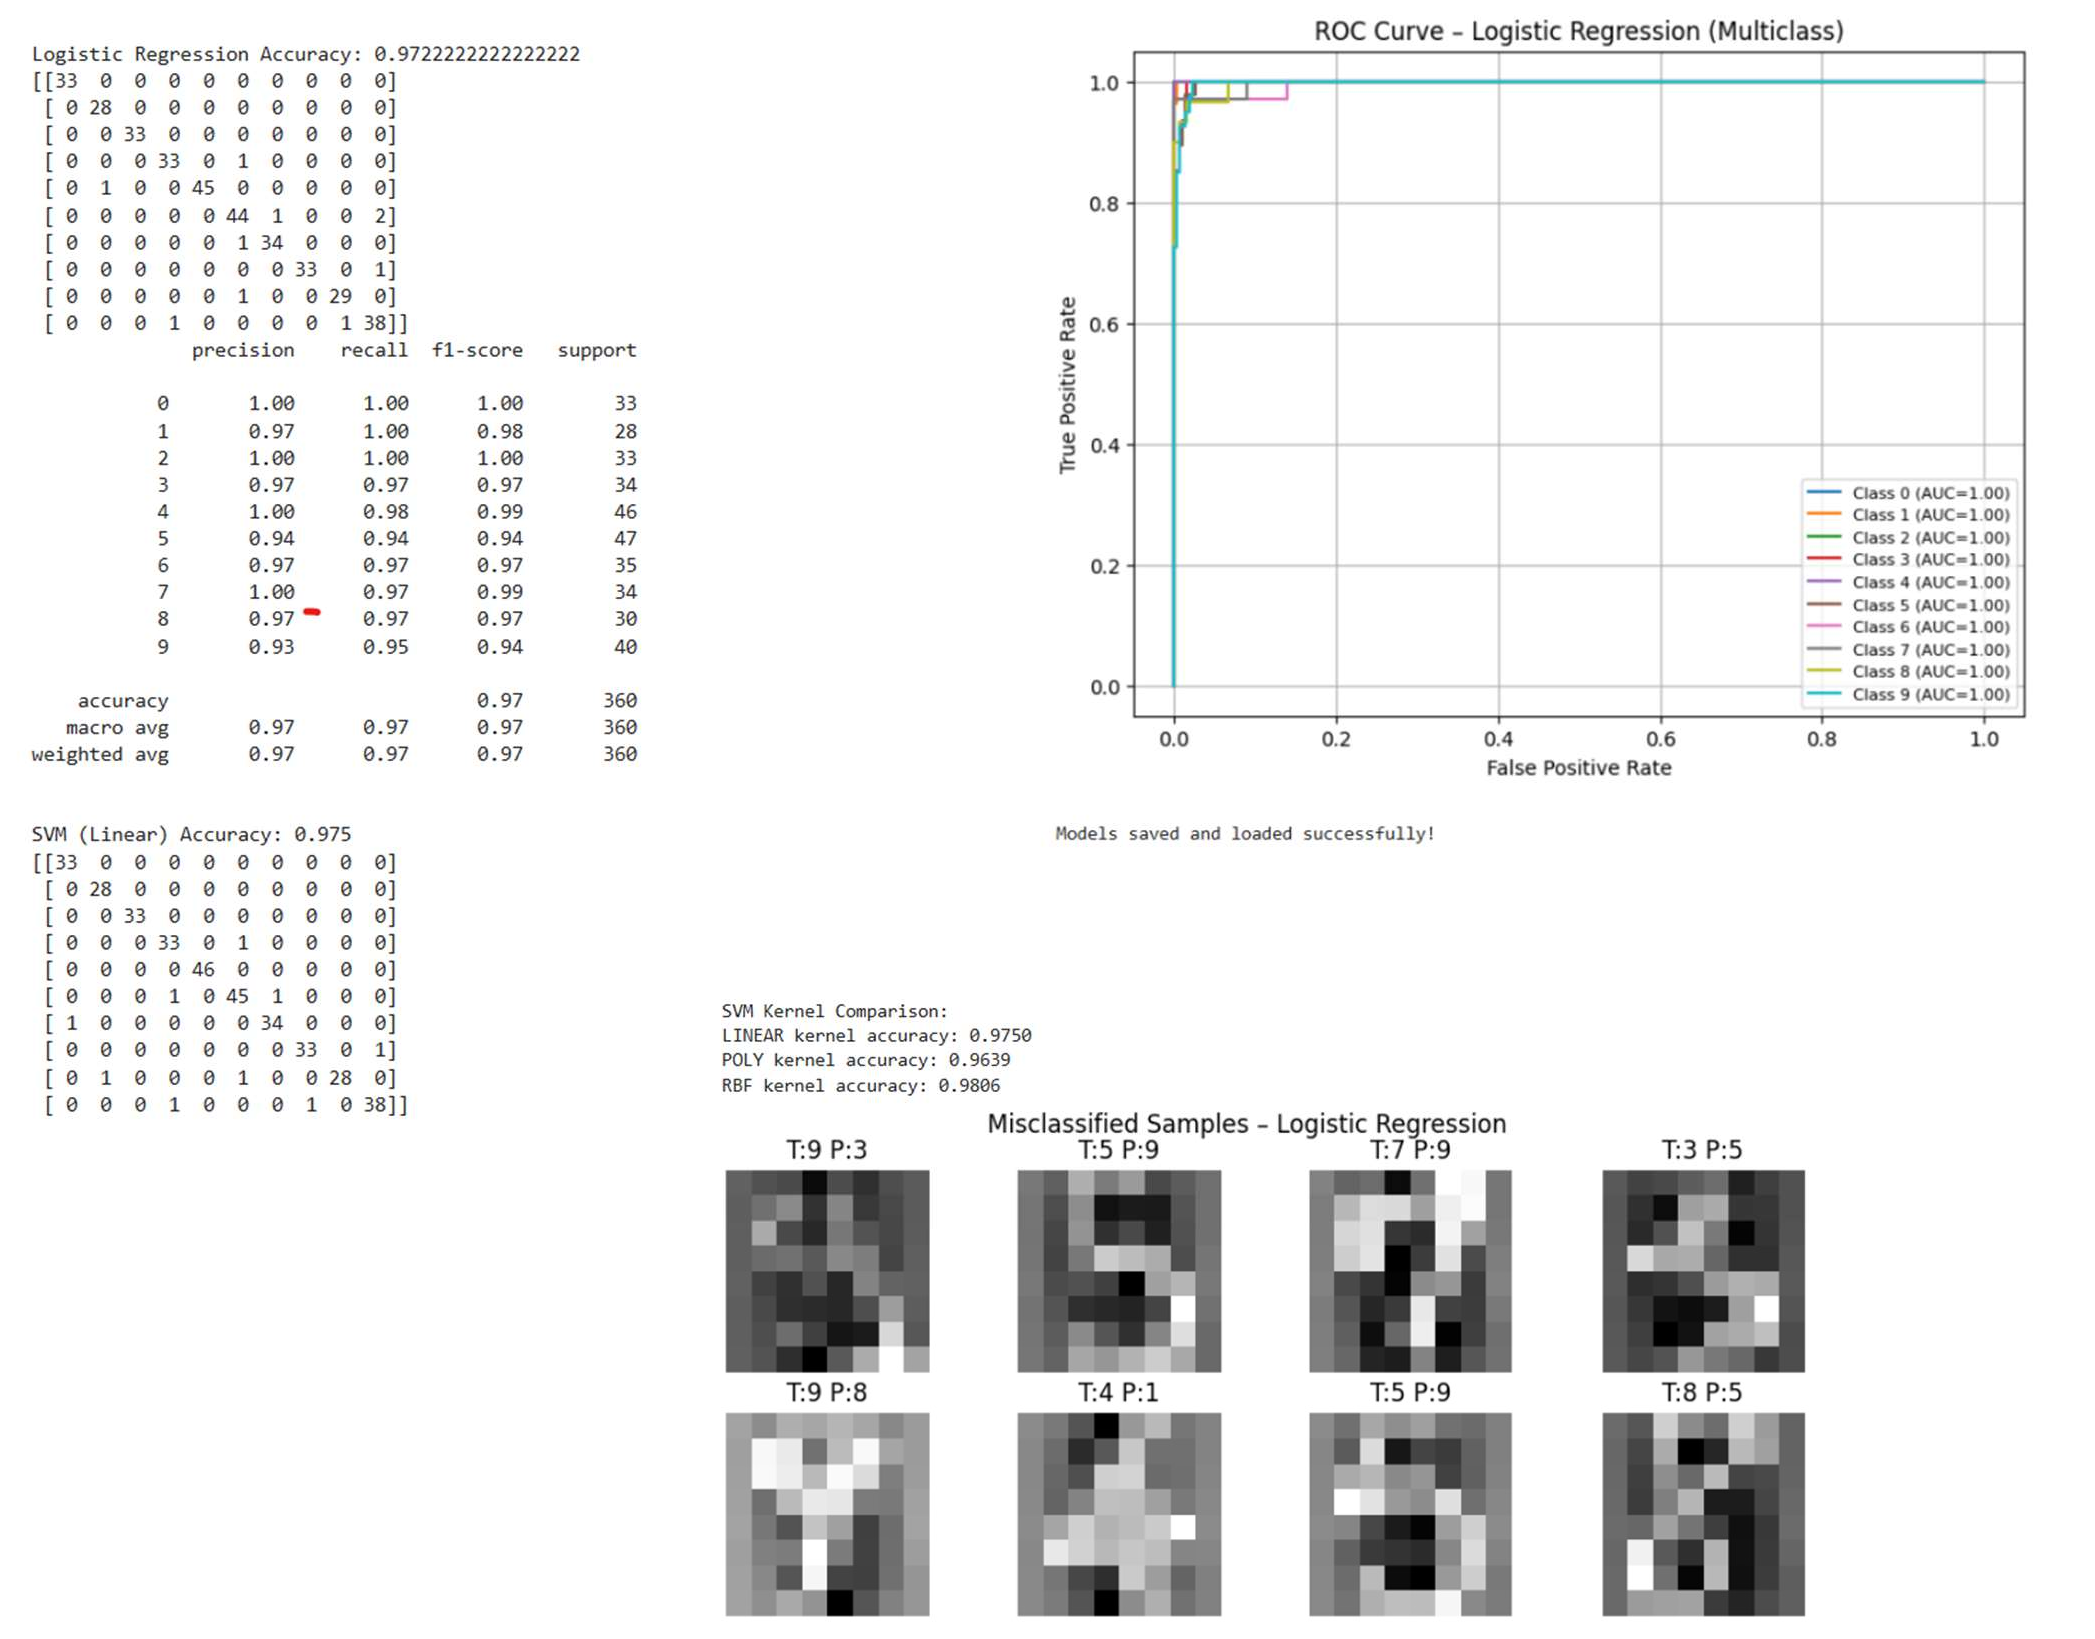 Logistic Regression Accuracy: 0.9722222222222222
[[33  0  0  0  0  0  0  0  0  0]
 [ 0 28  0  0  0  0  0  0  0  0]
 [ 0  0 33  0  0  0  0  0  0  0]
 [ 0  0  0 33  0  1  0  0  0  0]
 [ 0  1  0  0 45  0  0  0  0  0]
 [ 0  0  0  0  0 44  1  0  0  2]
 [ 0  0  0  0  0  1 34  0  0  0]
 [ 0  0  0  0  0  0  0 33  0  1]
 [ 0  0  0  0  0  1  0  0 29  0]
 [ 0  0  0  1  0  0  0  0  1 38]]
precision recall f1-score support
0 1.00 1.00 1.00 33
1 0.97 1.00 0.98 28
2 1.00 1.00 1.00 33
3 0.97 0.97 0.97 34
4 1.00 0.98 0.99 46
5 0.94 0.94 0.94 47
6 0.97 0.97 0.97 35
7 1.00 0.97 0.99 34
8 0.97 0.97 0.97 30
9 0.93 0.95 0.94 40
accuracy 0.97 360
macro avg 0.97 0.97 0.97 360
weighted avg 0.97 0.97 0.97 360
SVM (Linear) Accuracy: 0.975
[[33  0  0  0  0  0  0  0  0  0]
 [ 0 28  0  0  0  0  0  0  0  0]
 [ 0  0 33  0  0  0  0  0  0  0]
 [ 0  0  0 33  0  1  0  0  0  0]
 [ 0  0  0  0 46  0  0  0  0  0]
 [ 0  0  0  1  0 45  1  0  0  0]
 [ 1  0  0  0  0  0 34  0  0  0]
 [ 0  0  0  0  0  0  0 33  0  1]
 [ 0  1  0  0  0  1  0  0 28  0]
 [ 0  0  0  1  0  0  0  1  0 38]]
ROC Curve – Logistic Regression (Multiclass)
True Positive Rate
1.0
0.8
0.6
0.4
0.2
0.0
Class 0 (AUC=1.00)
Class 1 (AUC=1.00)
Class 2 (AUC=1.00)
Class 3 (AUC=1.00)
Class 4 (AUC=1.00)
Class 5 (AUC=1.00)
Class 6 (AUC=1.00)
Class 7 (AUC=1.00)
Class 8 (AUC=1.00)
Class 9 (AUC=1.00)
0.0 0.2 0.4 0.6 0.8 1.0
False Positive Rate
Models saved and loaded successfully!
SVM Kernel Comparison:
LINEAR kernel accuracy: 0.9750
POLY kernel accuracy: 0.9639
RBF kernel accuracy: 0.9806
Misclassified Samples – Logistic Regression
T:9 P:3 T:5 P:9 T:7 P:9 T:3 P:5
T:9 P:8 T:4 P:1 T:5 P:9 T:8 P:5